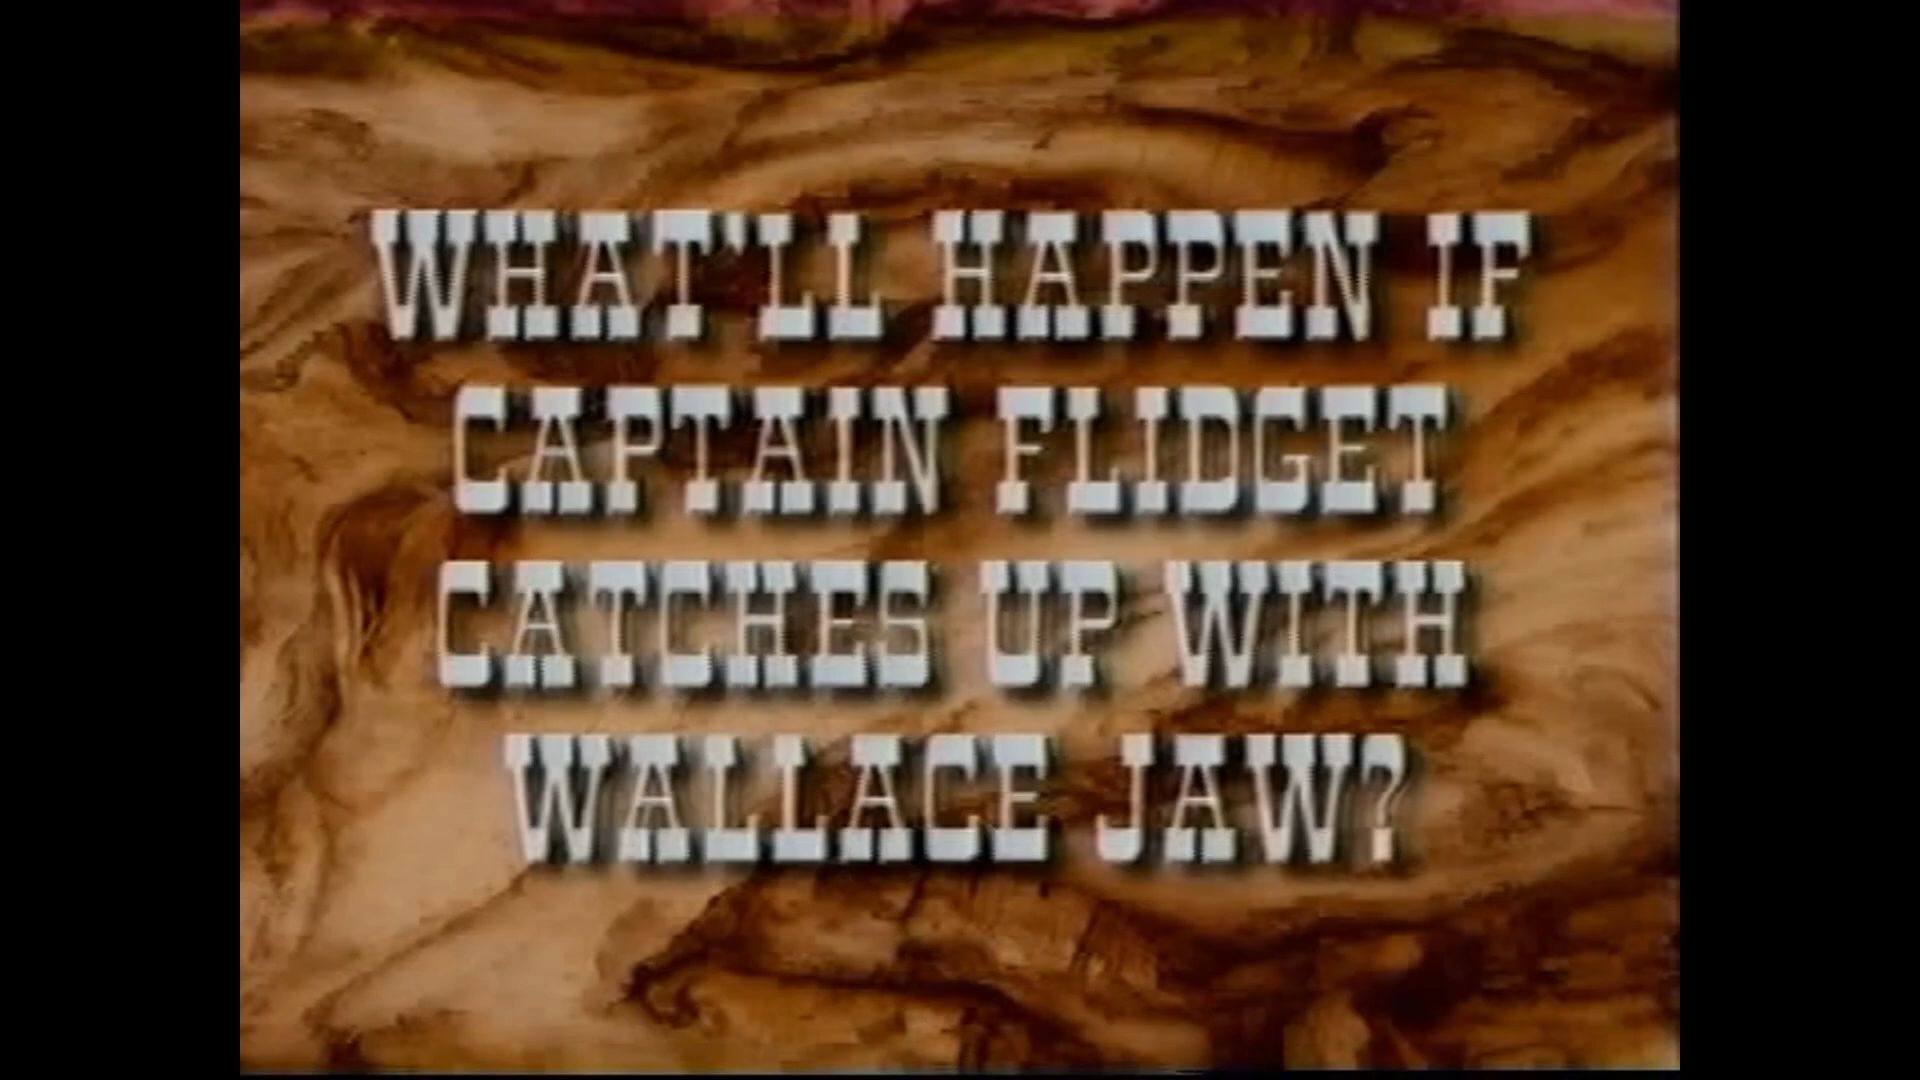 WHAT'LL HAPPEN IF
CAPTAIN FLIDGET
CATCHES UP WITH
WALLACE JAW?